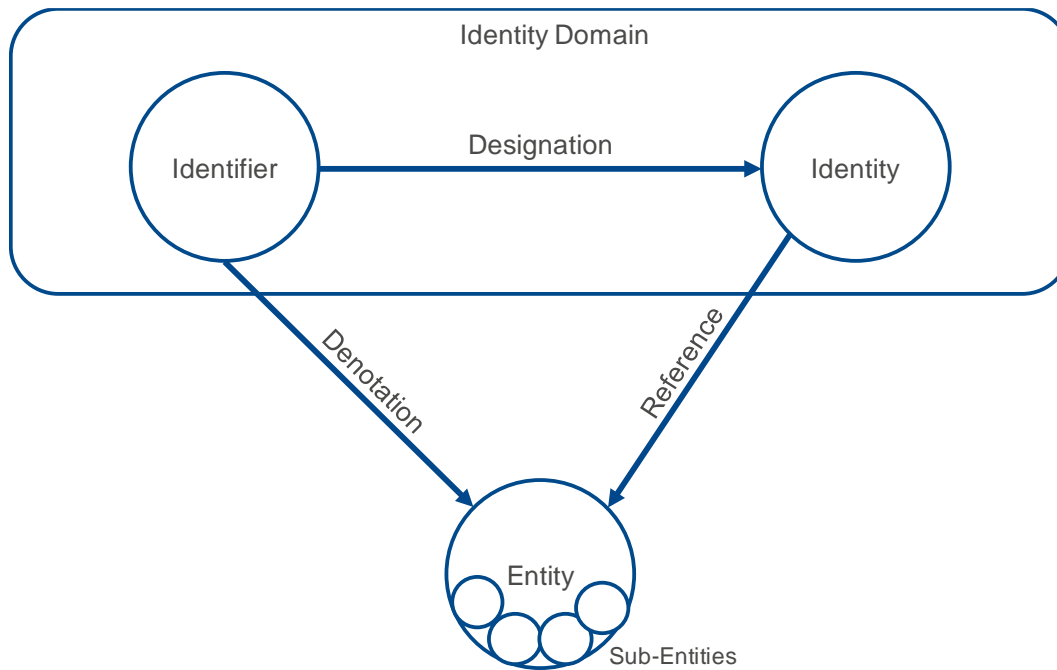 Identity Domain
Designation
Identifier
Identity
Denotation
Reference
Entity
Sub-Entities